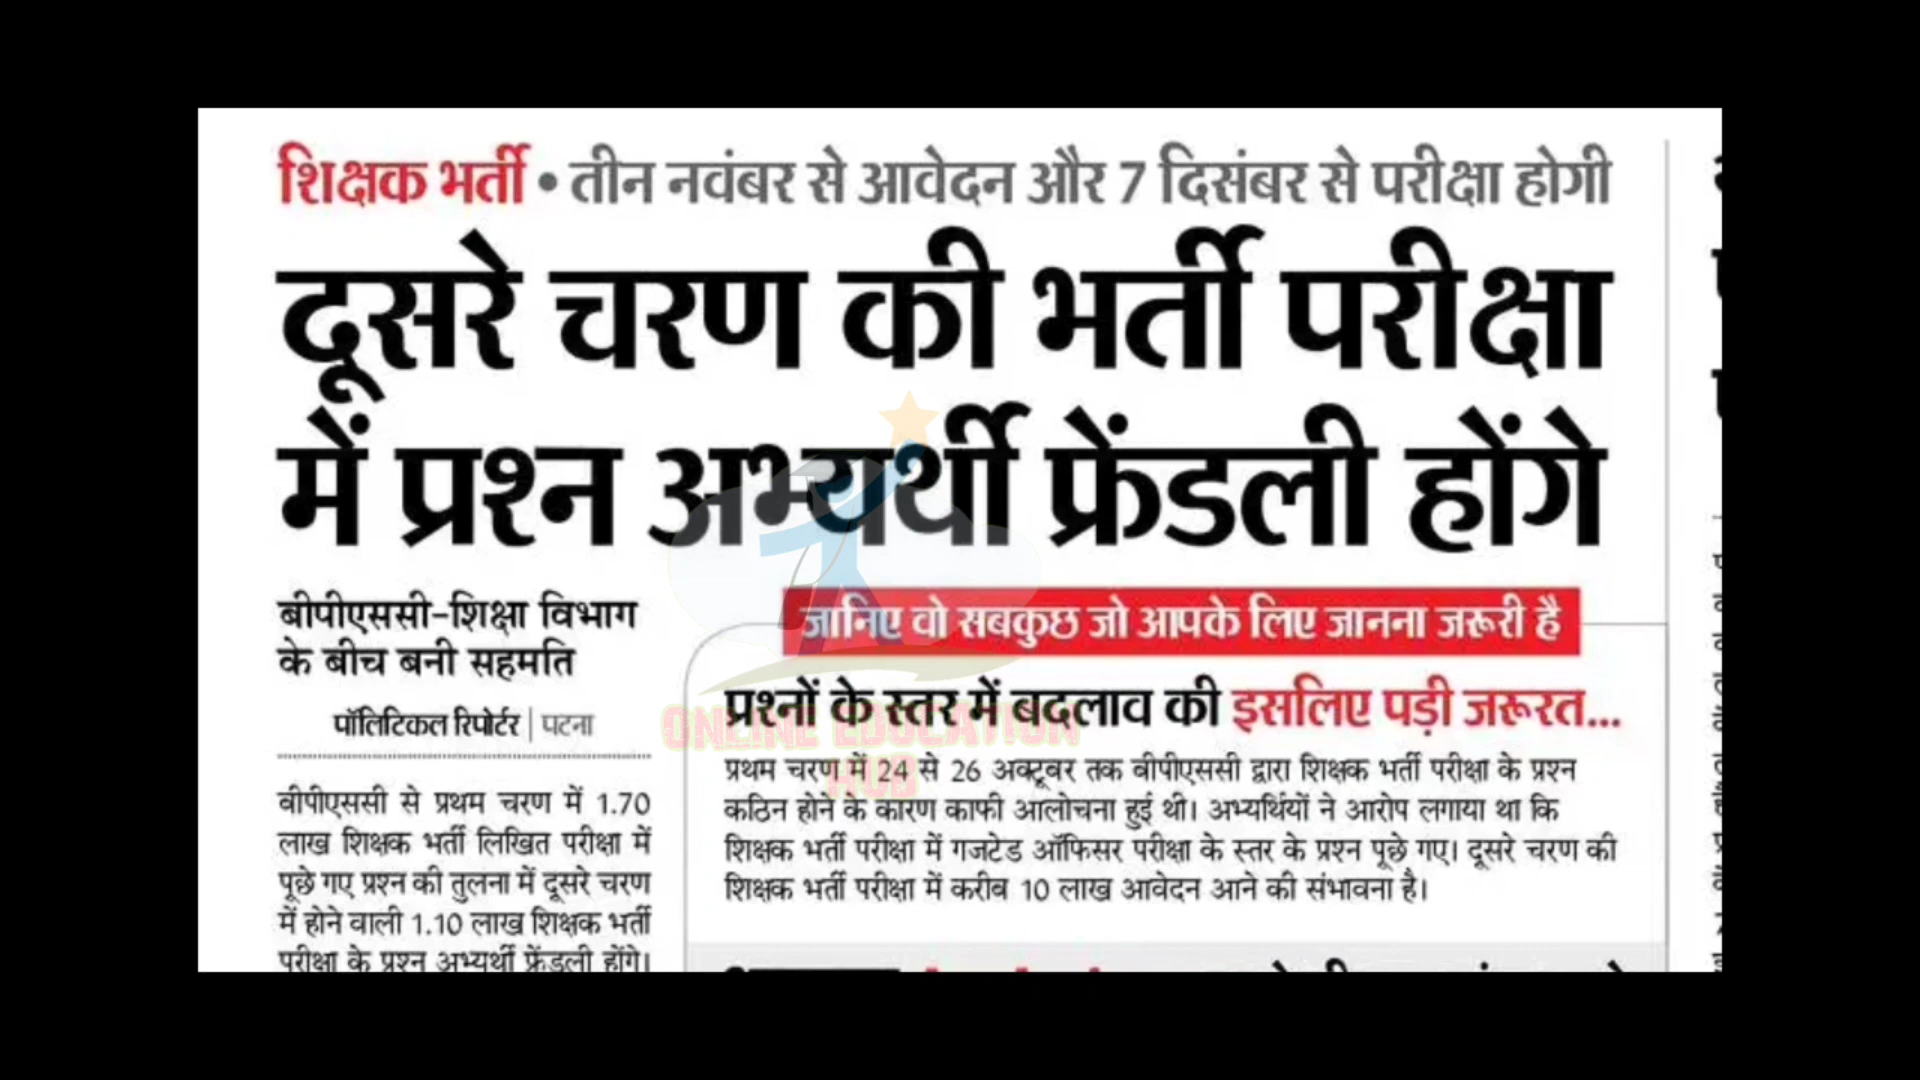 शिक्षक भर्ती • तीन नवंबर से आवेदन और 7 दिसंबर से परीक्षा होगी
दूसरे चरण की भर्ती परीक्षा
में प्रश्न अभ्यर्थी फ्रेंडली होंगे
बीपीएससी-शिक्षा विभाग
के बीच बनी सहमति
पॉलिटिकल रिपोर्टर | पटना
बीपीएससी से प्रथम चरण में 1.70
लाख शिक्षक भर्ती लिखित परीक्षा में
पूछे गए प्रश्न की तुलना में दूसरे चरण
में होने वाली 1.10 लाख शिक्षक भर्ती
परीक्षा के प्रश्न अभ्यर्थी फ्रेंडली होंगे।
जानिए वो सबकुछ जो आपके लिए जानना जरूरी है
प्रश्नों के स्तर में बदलाव की इसलिए पड़ी जरूरत...
प्रथम चरण में 24 से 26 अक्टूबर तक बीपीएससी द्वारा शिक्षक भर्ती परीक्षा के प्रश्न
कठिन होने के कारण काफी आलोचना हुई थी। अभ्यर्थियों ने आरोप लगाया था कि
शिक्षक भर्ती परीक्षा में गजटेड ऑफिसर परीक्षा के स्तर के प्रश्न पूछे गए। दूसरे चरण की
शिक्षक भर्ती परीक्षा में करीब 10 लाख आवेदन आने की संभावना है।
ONLINE EDUCATION
HUB